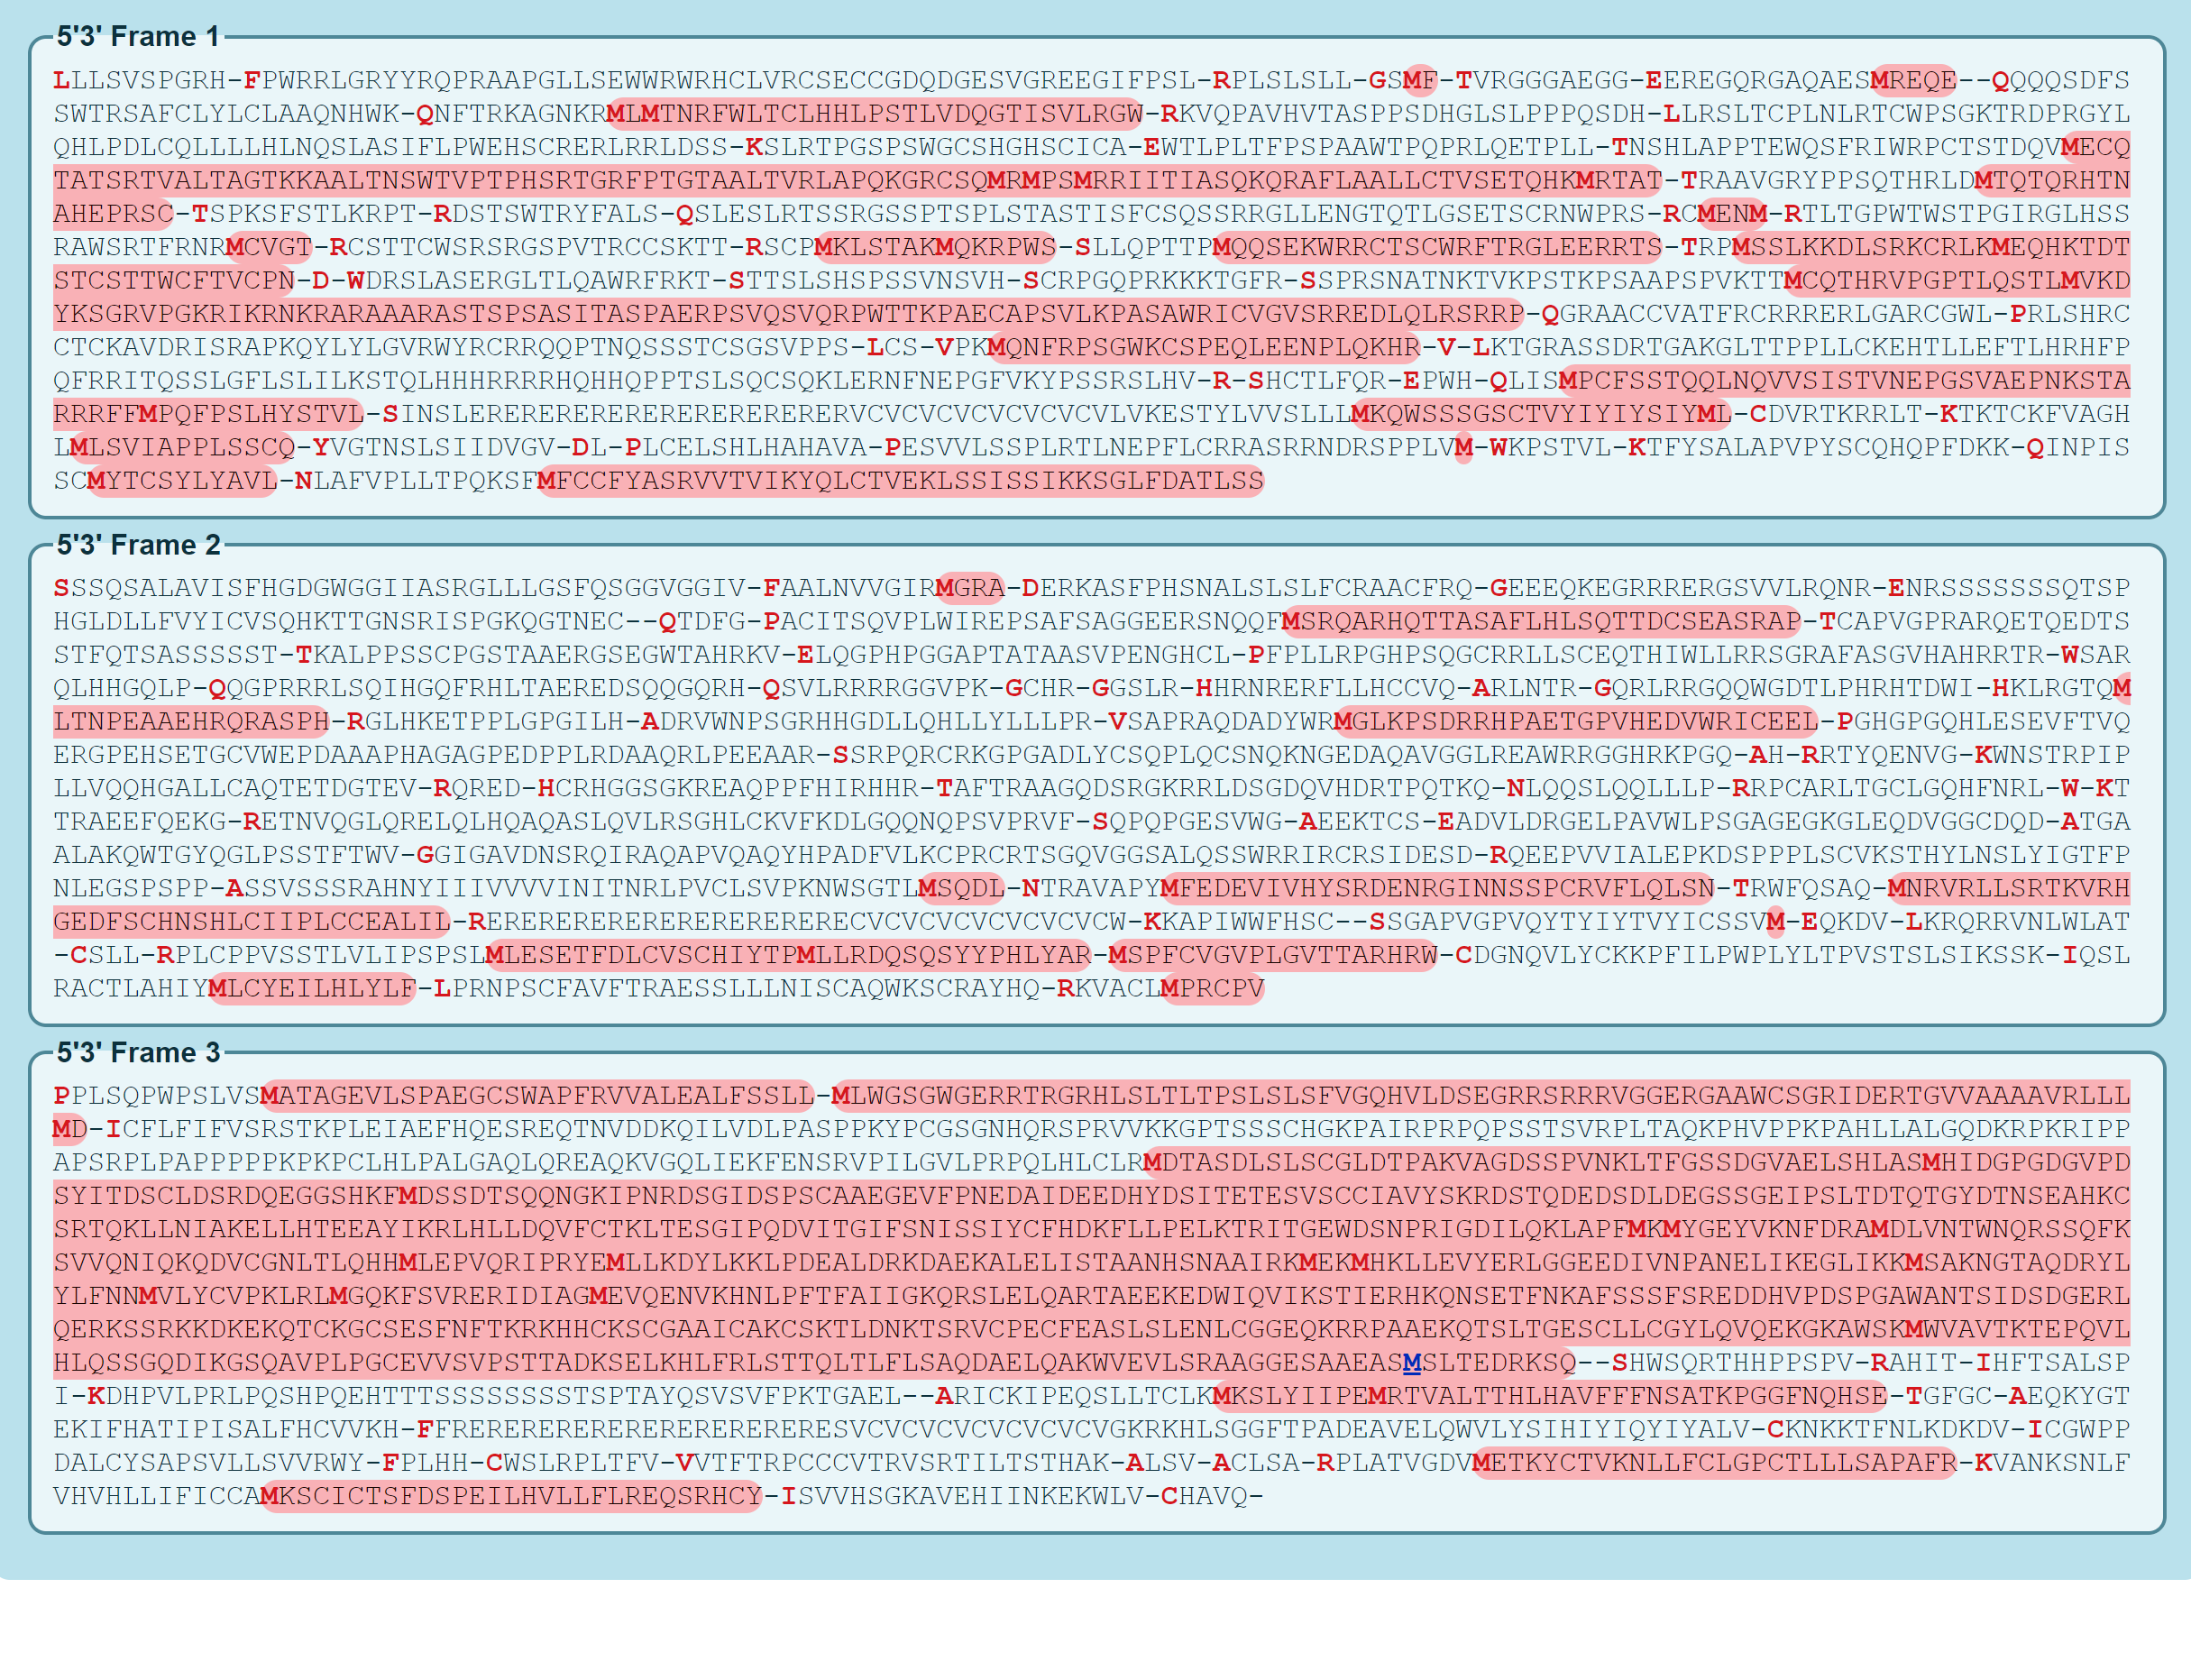 5'3' Frame 1
LLLSVSPGRH-FPWRRLGRYYRQPRAAPGLLSEWWRWRHCLVRCSECCGDQDGESVGREEGIFPSL-RPLSLSLL-GSMF-TVRGGGAEGG-EEREGQRGAQAESMREQE--QQQQSDFS
SWTRSAFCLYLCLAAQNHWK-QNFTRKAGNKRMLMTNRFWLTCLHHLPSTLVDQGTISVLRGW-RKVQPAVHVTASPPSDHGLSLPPPQSDH-LLRSLTCPLNLRTCWPSGKTRDPRGYL
QHLPDLCQLLLLHLNQSLASIFLPWEHSCRERLRRLDSS-KSLRTPGSPSWGCSHGHSCICA-EWTLPLTFPSPAAWTPQPRLQETPLL-TNSHLAPPTEWQSFRIWRPCTSTDQVMECQ
TATSRTVALTAGTKKAALTNSWTVPTPHSRTGRFPTGTAALTVRLAPQKGRCSQMRMPSMRRIITIASQKQRAFLAALLCTVSETQHKMRTAT-TRAAVGRYPPSQTHRLDMTQTQRHTN
AHEPRSC-TSPKSFSTLKRPT-RDSTSWTRYFALS-QSLESLRTSSRGSSPTSPLSTASTISFCSQSSRRGLLENGTQTLGSETSCRNWPRS-RCMENM-RTLTGPWTWSTPGIRGLHSS
RAWSRTFRNRMCVGT-RCSTTCWSRSRGSPVTRCCSKTT-RSCPMKLSTAKMQKRPWS-SLLQPTTPMQQSEKWRRCTSCWRFTRGLEERRTS-TRPMSSLKKDLSRKCRLKMEQHKTDT
STCSTTWCFTVCPN-D-WDRSLASERGLTLQAWRFRKT-STTSLSHSPSSVNSVH-SCRPGQPRKKKTGFR-SSPRSNATNKTVKPSTKPSAAPSPVKTTMCQTHRVPGPTLQSTLMVKD
YKSGRVPGKRIKRNKRARAAARASTSPSASITASPAERPSVQSVQRPWTTKPAECAPSVLKPASAWRICVGVSRREDLQLRSRRP-QGRAACCVATFRCRRRERLGARCGWL-PRLSHRC
CTCKAVDRISRAPKQYLYLGVRWYRCRRQQPTNQSSSTCSGSVPPS-LCS-VPKMQNFRPSGWKCSPEQLEENPLQKHR-V-LKTGRASSDRTGAKGLTTPPLLCKEHTLLEFTLHRHFP
QFRRITQSSLGFLSLILKSTQLHHHRRRRHQHHQPPTSLSQCSQKLERNFNEPGFVKYPSSRSLHV-R-SHCTLFQR-EPWH-QLISMPCFSSTQQLNQVVSISTVNEPGSVAEPNKSTA
RRRFFMPQFPSLHYSTVL-SINSLERERERERERERERERERERVCVCVCVCVCVCVCVLVKESTYLVVSLLLMKQWSSSGSCTVYIYIYSIYML-CDVRTKRRLT-KTKTCKFVAGH
LMLSVIAPPLSSCQ-YVGTNSLSIIDVGV-DL-PLCELSHLHAHAVA-PESVVLSSPLRTLNEPFLCRRASRRNDRSPPLVM-WKPSTVL-KTFYSALAPVPYSCQHQPFDKK-QINPIS
SCMYTCSYLYAVL-NLAFVPLLTPQKSFMFCCFYASRVVTVIKYQLCTVEKLSSISSIKKSGLFDATLSS
5'3' Frame 2
SSSQSALAVISFHGDGWGGIIASRGLLLGSFQSGGVGGIV-FAALNVVGIRMGRA-DERKASFPHSNALSLSLFCRAACFRQ-GEEEQKEGRRRERGSVVLRQNR-ENRSSSSSSSQTSP
HGLDLLFVYICVSQHKTTGNSRISPGKQGTNEC--QTDFG-PACITSQVPLWIREPSAFSAGGEERSNQQFMSRQARHQTTASAFLHLSQTTDCSEASRAP-TCAPVGPRARQETQEDTS
STFQTSASSSSST-TKALPPSSCPGSTAAERGSEGWTAHRKV-ELQGPHPGGAPTATAASVPENGHCL-PFPLLRPGHPSQGCRRLLSCEQTHIWLLRRSGRAFASGVHAHRRTR-WSAR
QLHHGQLP-QQGPRRRLSQIHGQFRHLTAEREDSQQGQRH-QSVLRRRRGGVPK-GCHR-GGSLR-HHRNRERFLLHCCVQ-ARLNTR-GQRLRRGQQWGDTLPHRHTDWI-HKLRGTQM
LTNPEAAEHRQRASPH-RGLHKETPPLGPGILH-ADRVWNPSGRHHGDLLQHLLYLLLPR-VSAPRAQDADYWRMGLKPSDRRHPAETGPVHEDVWRICEEL-PGHGPGQHLESEVFTVQ
ERGPEHSETGCVWEPDAAAPHAGAGPEDPPLRDAAQRLPEEAAR-SSRPQRCRKGPGADLYCSQPLQCSNQKNGEDAQAVGGLREAWRRGGHRKPGQ-AH-RRTYQENVG-KWNSTRPIP
LLVQQHGALLCAQTETDGTEV-RQRED-HCRHGGSGKREAQPPFHIRHHR-TAFTRAAGQDSRGKRRLDSGDQVHDRTPQTKQ-NLQQSLQQLLLP-RRPCARLTGCLGQHFNRL-W-KT
TRAEEFQEKG-RETNVQGLQRELQLHQAQASLQVLRSGHLCKVFKDLGQQNQPSVPRVF-SQPQPGESVWG-AEEKTCS-EADVLDRGELPAVWLPSGAGEGKGLEQDVGGCDQD-ATGA
ALAKQWTGYQGLPSSTFTWV-GGIGAVDNSRQIRAQAPVQAQYHPADFVLKCPRCRTSGQVGGSALQSSWRRIRCRSIDESD-RQEEPVVIALEPKDSPPPLSCVKSTHYLNSLYIGTFP
NLEGSPSPP-ASSVSSSRAHNYIIIVVVVINITNRLPVCLSVPKNWSGTLMSQDL-NTRAVAPYMFEDEVIVHYSRDENRGINNSSPCRVFLQLSN-TRWFQSAQ-MNRVRLLSRTKVRH
GEDFSCHNSHLCIIPLCCEALIL-RERERERERERERERERERECVCVCVCVCVCVCW-KKAPIWWFHSC--SSGAPVGPVQYTYIYTVYICSSVM-EQKDV-LKRQRRVNLWLAT
-CSLL-RPLCPPVSSTLVLIPSPSLMLESETFDLCVSCHIYTPMLLRDQSQSYYPHLYAR-MSPFCVGVPLGVTTARHRW-CDGNQVLYCKKPFILPWPLYLTPVSTSLSIKSSK-IQSL
RACTLAHIYMLCYEILHLYLF-LPRNPSCFAVFTRAESSLLLNISCAQWKSCRAYHQ-RKVACLMPRCPV
5'3' Frame 3
PPLSQPWPSLVSMATAGEVLSPAEGCSWAPFRVVALEALFSSLL-MLWGSGWGERRTRGRHLSLTLTPSLSLSFVGQHVLDSEGRRSRRRVGGERGAAWCSGRIDERTGVVAAAAVRLLL
MD-ICFLFIFVSRSTKPLEIAEFHQESREQTNVDDKQILVDLPASPPKYPCGSGNHQRSPRVVKKGPTSSSCHGKPAIRPRPQPSSTSVRPLTAQKPHVPPKPAHLLALGQDKRPKRIPP
APSRPLPAPPPPPKPKPCLHLPALGAQLQREAQKVGQLIEKFENSRVPILGVLPRPQLHLCLRMDTASDLSLSCGLDTPAKVAGDSSPVNKLTFGSSDGVAELSHLASMHIDGPGDGVPD
SYITDSCLDSRDQEGGSHKFMDSSDTSQQNGKIPNRDSGIDSPSCAAEGEVFPNEDAIDEEDHYDSITETESVSCCIAVYSKRDSTQDEDSDLDEGSSGEIPSLTDTQTGYDTNSEAHKC
SRTQKLLNIAKELLHTEEAYIKRLHLLDQVFCTKLTESGIPQDVITGIFSNISSIYCFHDKFLLPELKTRITGEWDSNPRIGDILQKLAPFMKMYGEYVKNFDRAMDLVNTWNQRSSQFK
SVVQNIQKQDVCGNLTLQHHMLEPVQRIPRYEMLLKDYLKKLPDEALDRKDAEKALELISTAANHSNAAIRKMEKMHKLLEVYERLGGEEDIVNPANELIKEGLIKKMSAKNGTAQDRYL
YLFNNMVLYCVPKLRLMGQKFSVRERIDIAGMEVQENVKHNLPFTFAIIGKQRSLELQARTAEEKEDWIQVIKSTIERHKQNSETFNKAFSSSFSREDDHVPDSPGAWANTSIDSDGERL
QERKSSRKKDKEKQTCKGCSESFNFTKRKHHCKSCGAAICAKCSKTLDNKTSRVCPECFEASLSLENLCGGEQKRRPAAEKQTSLTGESCLLCGYLQVQEKGKAWSKMWVAVTKTEPQVL
HLQSSGQDIKGSQAVPLPGCEVVSVPSTTADKSELKHLFRLSTTQLTLFLSAQDAELQAKWVEVLSRAAGGESAAEASMSLTEDRKSQ--SHWSQRTHHPPSPV-RAHIT-IHFTSALSP
I-KDHPVLPRLPQSHPQEHTTTSSSSSSSSTSPTAYQSVSVFPKTGAEL--ARICKIPEQSLLTCLKMKSLYIIPEMRTVALTTHLHAVFFFNSATKPGGFNQHSE-TGFGC-AEQKYGT
EKIFHATIPISALFHCVVKH-FFREREREREREREREREREREESVCVCVCVCVCVCVGKRKHLSGGFTPADEAVELQWVLYSIHIYIQYIYALV-CKNKKTFNLKDKDV-ICGWPP
DALCYSAPSVLLSVVRWY-FPLHH-CWSLRPLTFV-VVTFTRPCCCVTRVSRTILTSTHAK-ALSV-ACLSA-RPLATVGDVMETKYCTVKNLLFCLGPCTLLLSAPAFR-KVANKSNLF
VHVHLLIFICCAMKSCICTSFDSPEILHVLLFLREQSRHCY-ISVVHSGKAVEHIINKEKWLV-CHAVQ-